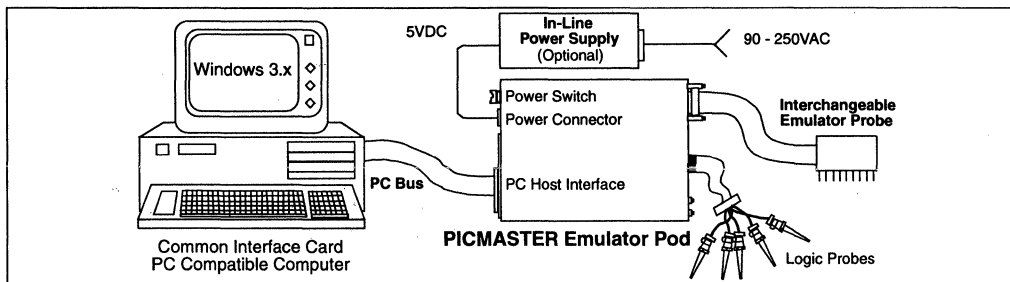 5VDC
In-Line
Power Supply
(Optional)
90 - 250VAC
Windows 3.x
Power Switch
Power Connector
Interchangeable
Emulator Probe
PC Bus
PC Host Interface
PICMASTER Emulator Pod
Logic Probes
Common Interface Card
PC Compatible Computer